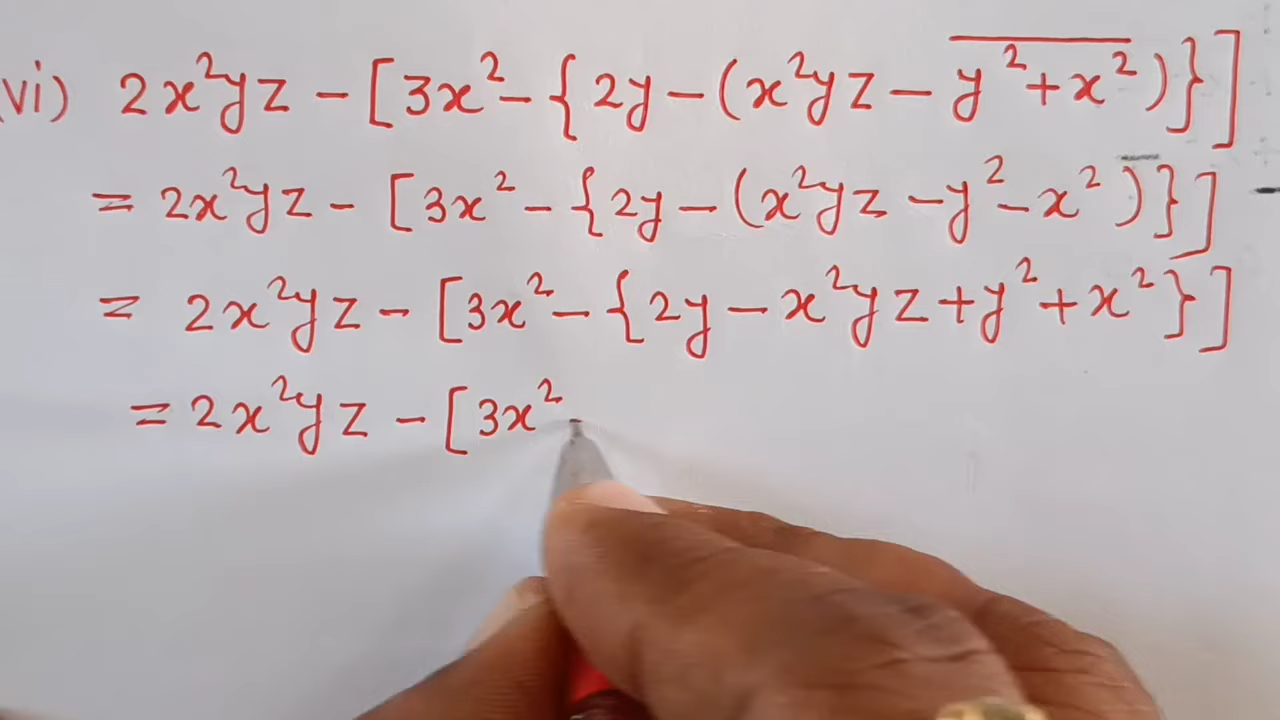 (vi) 2x²yz - [3x² - {2y - (x²yz - \overline{y² + x²})}]
= 2x²yz - [3x² - {2y - (x²yz - y² - x²)}]
= 2x²yz - [3x² - {2y - x²yz + y² + x²}]
= 2x²yz - [3x² -